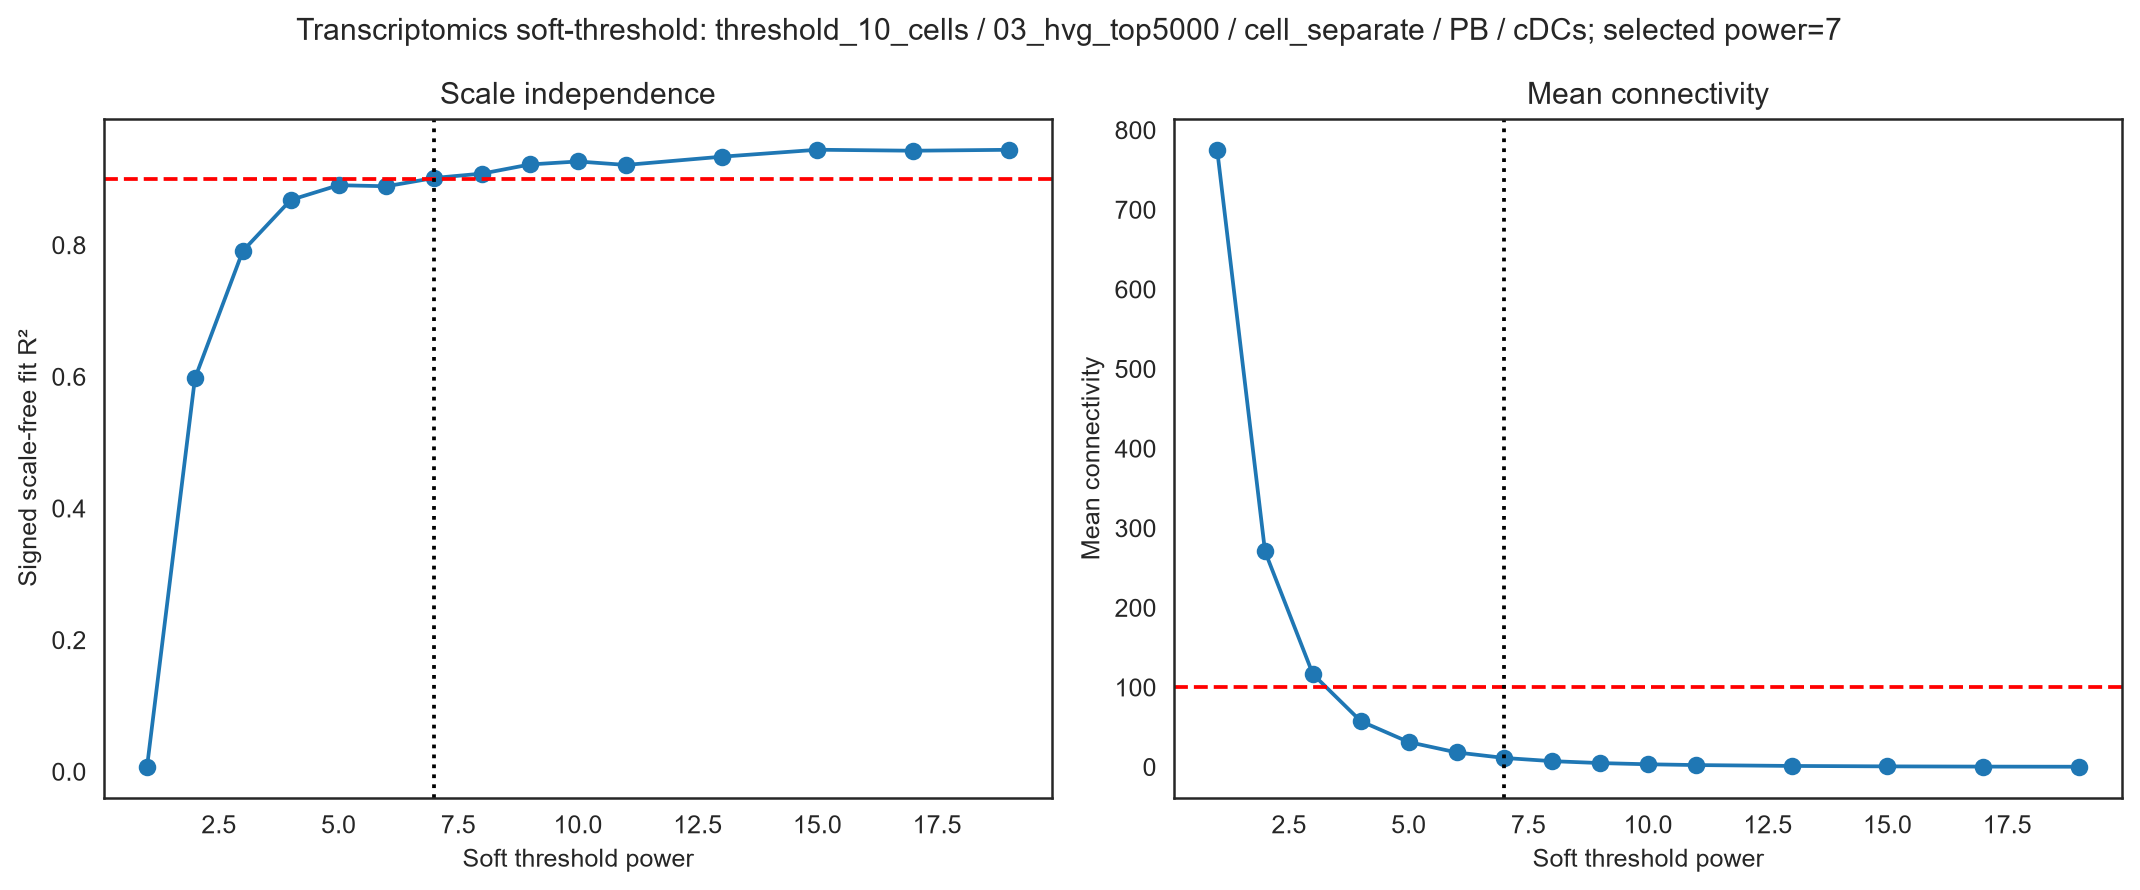 Transcriptomics soft-threshold: threshold_10_cells / 03_hvg_top5000 / cell_separate / PB / cDCs; selected power=7
Scale independence
Signed scale-free fit R²
0.8
0.6
0.4
0.2
0.0
2.5 5.0 7.5 10.0 12.5 15.0 17.5
Soft threshold power
Mean connectivity
Mean connectivity
800
700
600
500
400
300
200
100
0
2.5 5.0 7.5 10.0 12.5 15.0 17.5
Soft threshold power